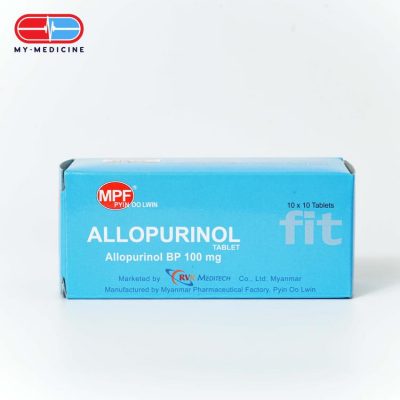 MY-MEDICINE
MPF®
PYIN OO LWIN
10 x 10 Tablets
fit
ALLOPURINOL
TABLET
Allopurinol BP 100 mg
Marketed by RVK MEDITECH Co., Ltd; Myanmar
Manufactured by Myanmar Pharmaceutical Factory, Pyin Oo Lwin